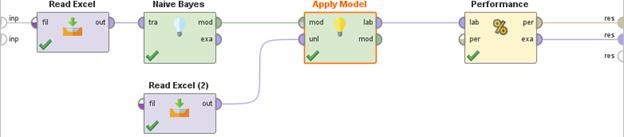 Read Excel
Naive Bayes
Apply Model
Performance
inp
fil
out
tra
mod
mod
lab
lab
per
res
inp
exa
unl
mod
per
exa
res
res
Read Excel (2)
fil
out